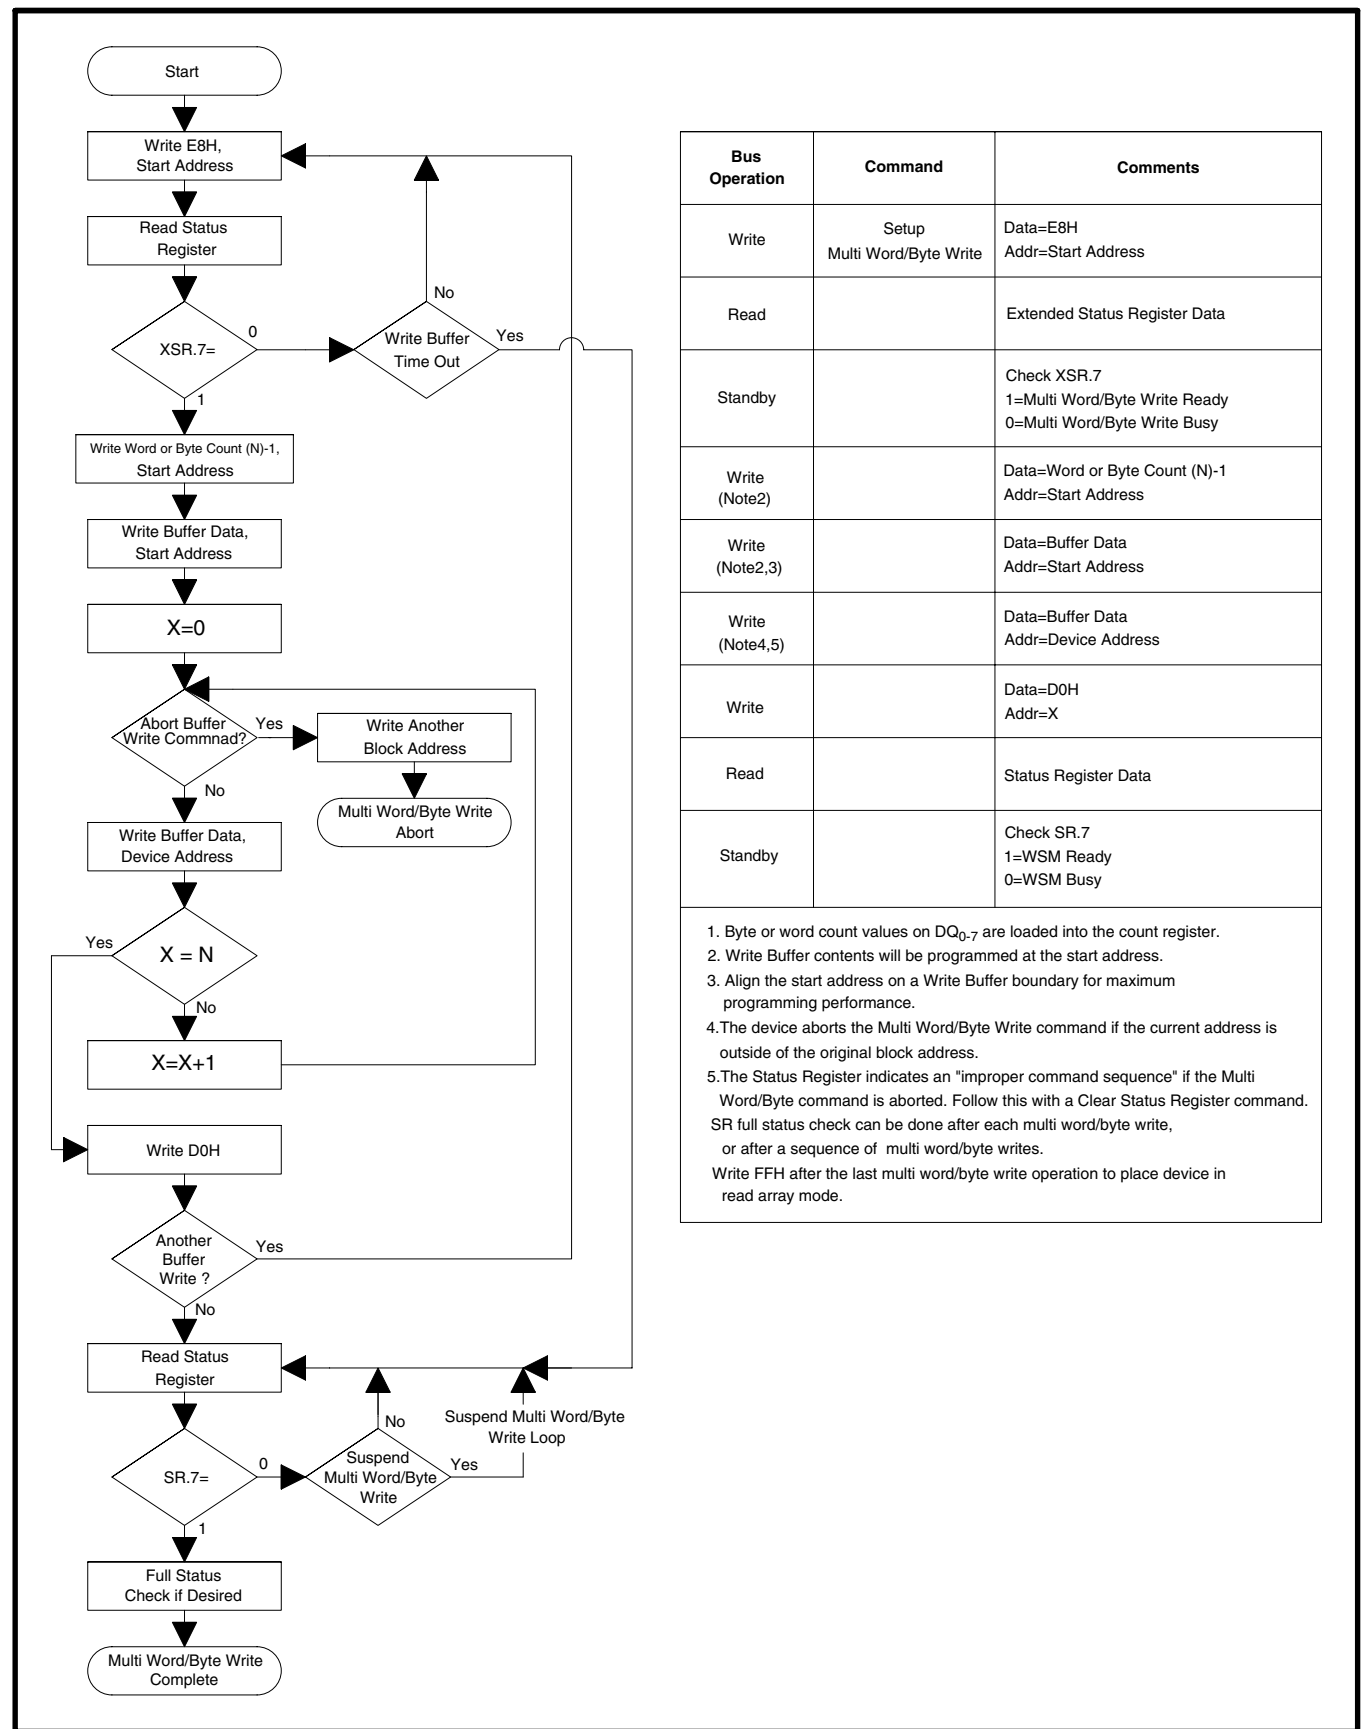 Start
Write E8H,
Start Address
Read Status
Register
No
XSR.7=
0
Write Buffer
Time Out
Yes
1
Write Word or Byte Count (N)-1,
Start Address
Write Buffer Data,
Start Address
X=0
Abort Buffer
Write Commnad?
Yes
Write Another
Block Address
No
Multi Word/Byte Write
Abort
Write Buffer Data,
Device Address
Yes
X = N
No
X=X+1
Write D0H
Another
Buffer
Write ?
Yes
No
Read Status
Register
No
Suspend Multi Word/Byte
Write Loop
SR.7=
0
Suspend
Multi Word/Byte
Write
Yes
1
Full Status
Check if Desired
Multi Word/Byte Write
Complete
Bus
Operation
Command
Comments
Write
Setup
Multi Word/Byte Write
Data=E8H
Addr=Start Address
Read
Extended Status Register Data
Standby
Check XSR.7
1=Multi Word/Byte Write Ready
0=Multi Word/Byte Write Busy
Write
(Note2)
Data=Word or Byte Count (N)-1
Addr=Start Address
Write
(Note2,3)
Data=Buffer Data
Addr=Start Address
Write
(Note4,5)
Data=Buffer Data
Addr=Device Address
Write
Data=D0H
Addr=X
Read
Status Register Data
Standby
Check SR.7
1=WSM Ready
0=WSM Busy
1. Byte or word count values on DQ0-7 are loaded into the count register.
2. Write Buffer contents will be programmed at the start address.
3. Align the start address on a Write Buffer boundary for maximum
programming performance.
4.The device aborts the Multi Word/Byte Write command if the current address is
outside of the original block address.
5.The Status Register indicates an "improper command sequence" if the Multi
Word/Byte command is aborted. Follow this with a Clear Status Register command.
SR full status check can be done after each multi word/byte write,
or after a sequence of multi word/byte writes.
Write FFH after the last multi word/byte write operation to place device in
read array mode.